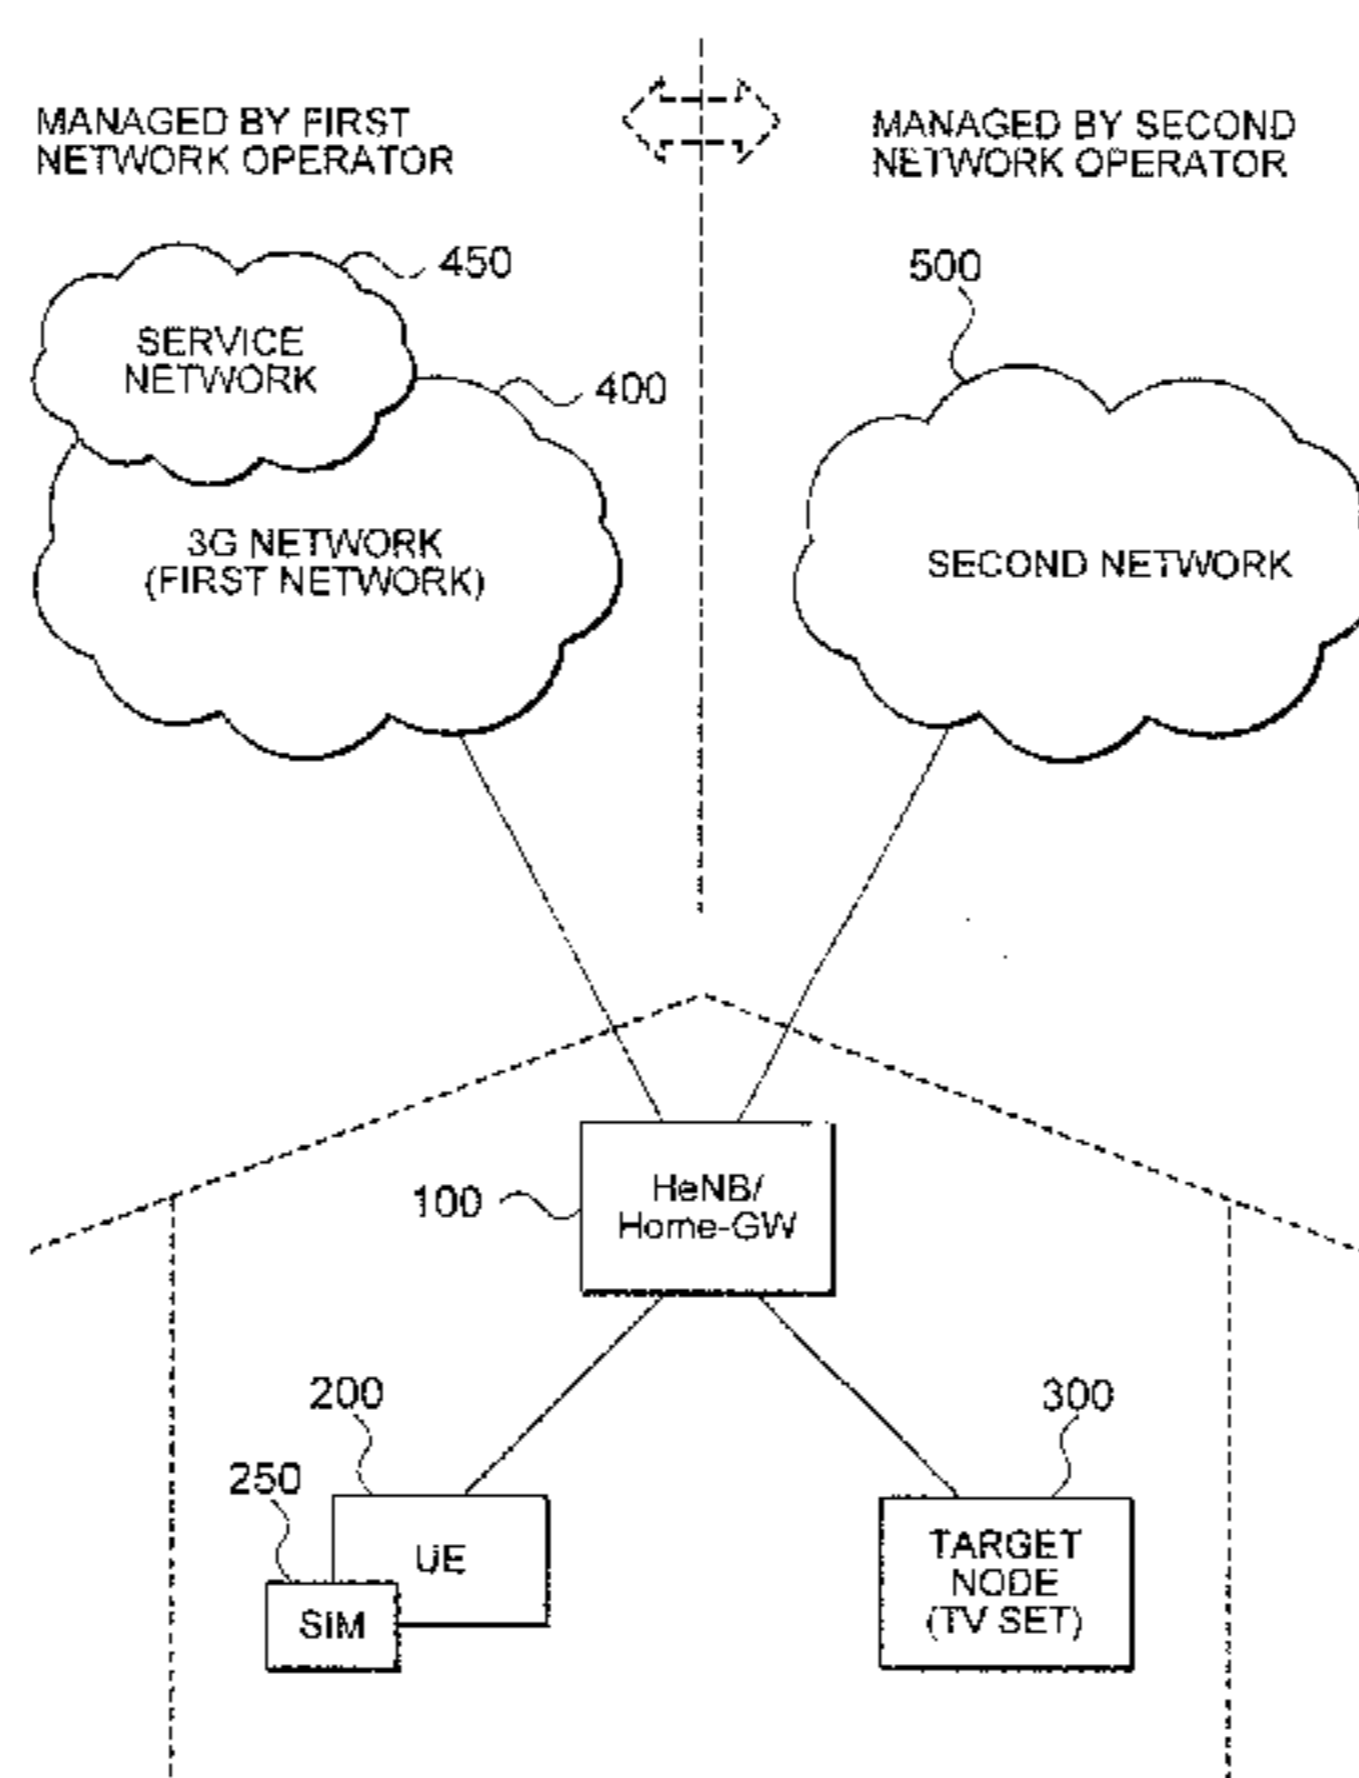 MANAGED BY FIRST
NETWORK OPERATOR
MANAGED BY SECOND
NETWORK OPERATOR
450
500
SERVICE
NETWORK
400
3G NETWORK
(FIRST NETWORK)
SECOND NETWORK
100
HeNB/
Home-GW
200
300
250
UE
SIM
TARGET
NODE
(TV SET)